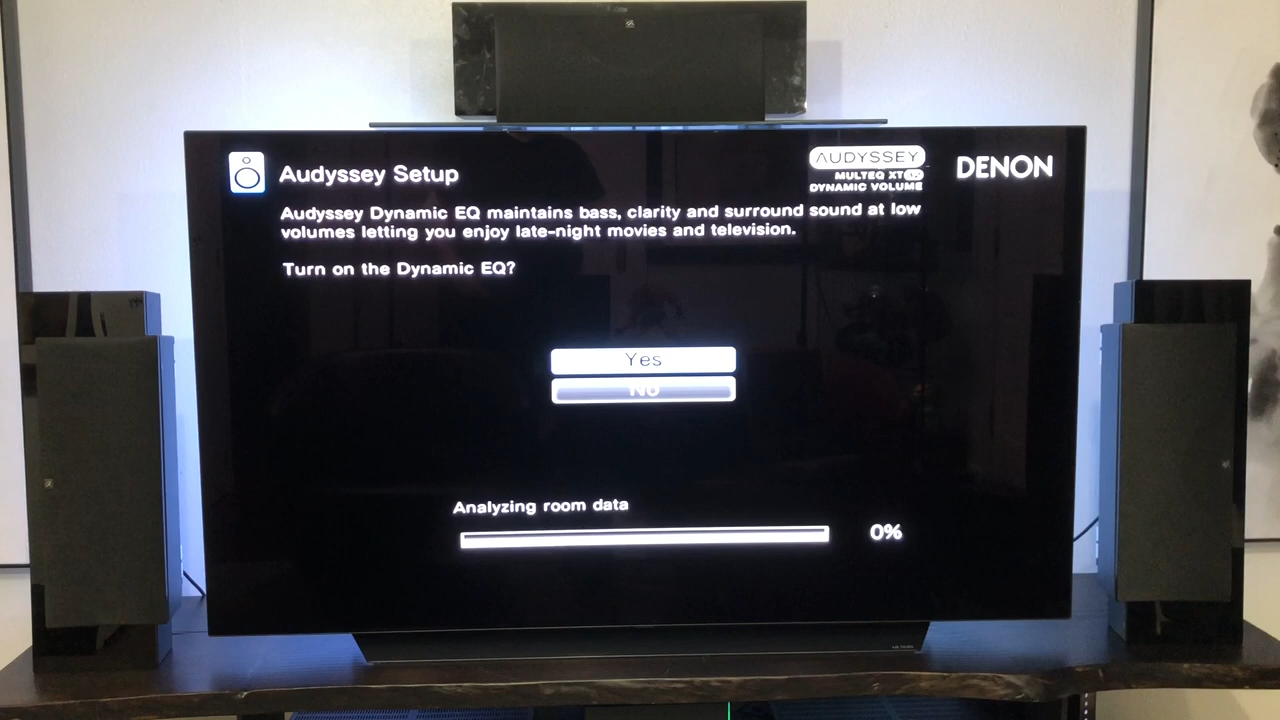 Audyssey Setup
AUDYSSEY
MULTEQ XT32
DYNAMIC VOLUME
DENON
Audyssey Dynamic EQ maintains bass, clarity and surround sound at low
volumes letting you enjoy late-night movies and television.
Turn on the Dynamic EQ?
Yes
No
Analyzing room data
0%